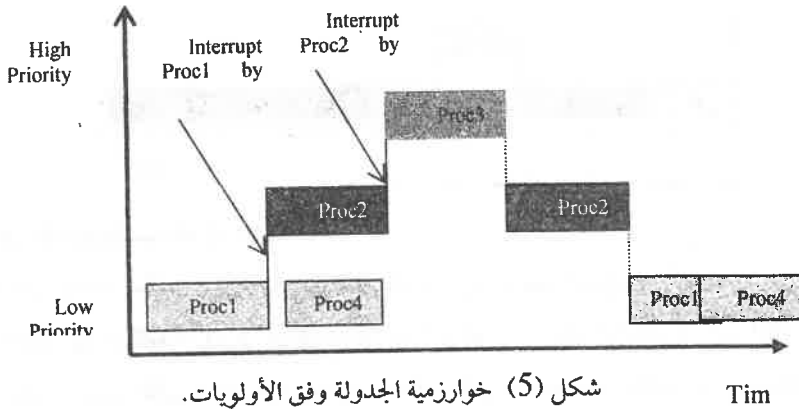 Interrupt
Proc1 by
Interrupt
Proc2 by
High
Priority
Proc3
Proc2
Proc2
Proc1
Proc4
Proc1
Proc4
Low
Priority
Tim
شكل (5) خوارزمية الجدولة وفق الأولويات.